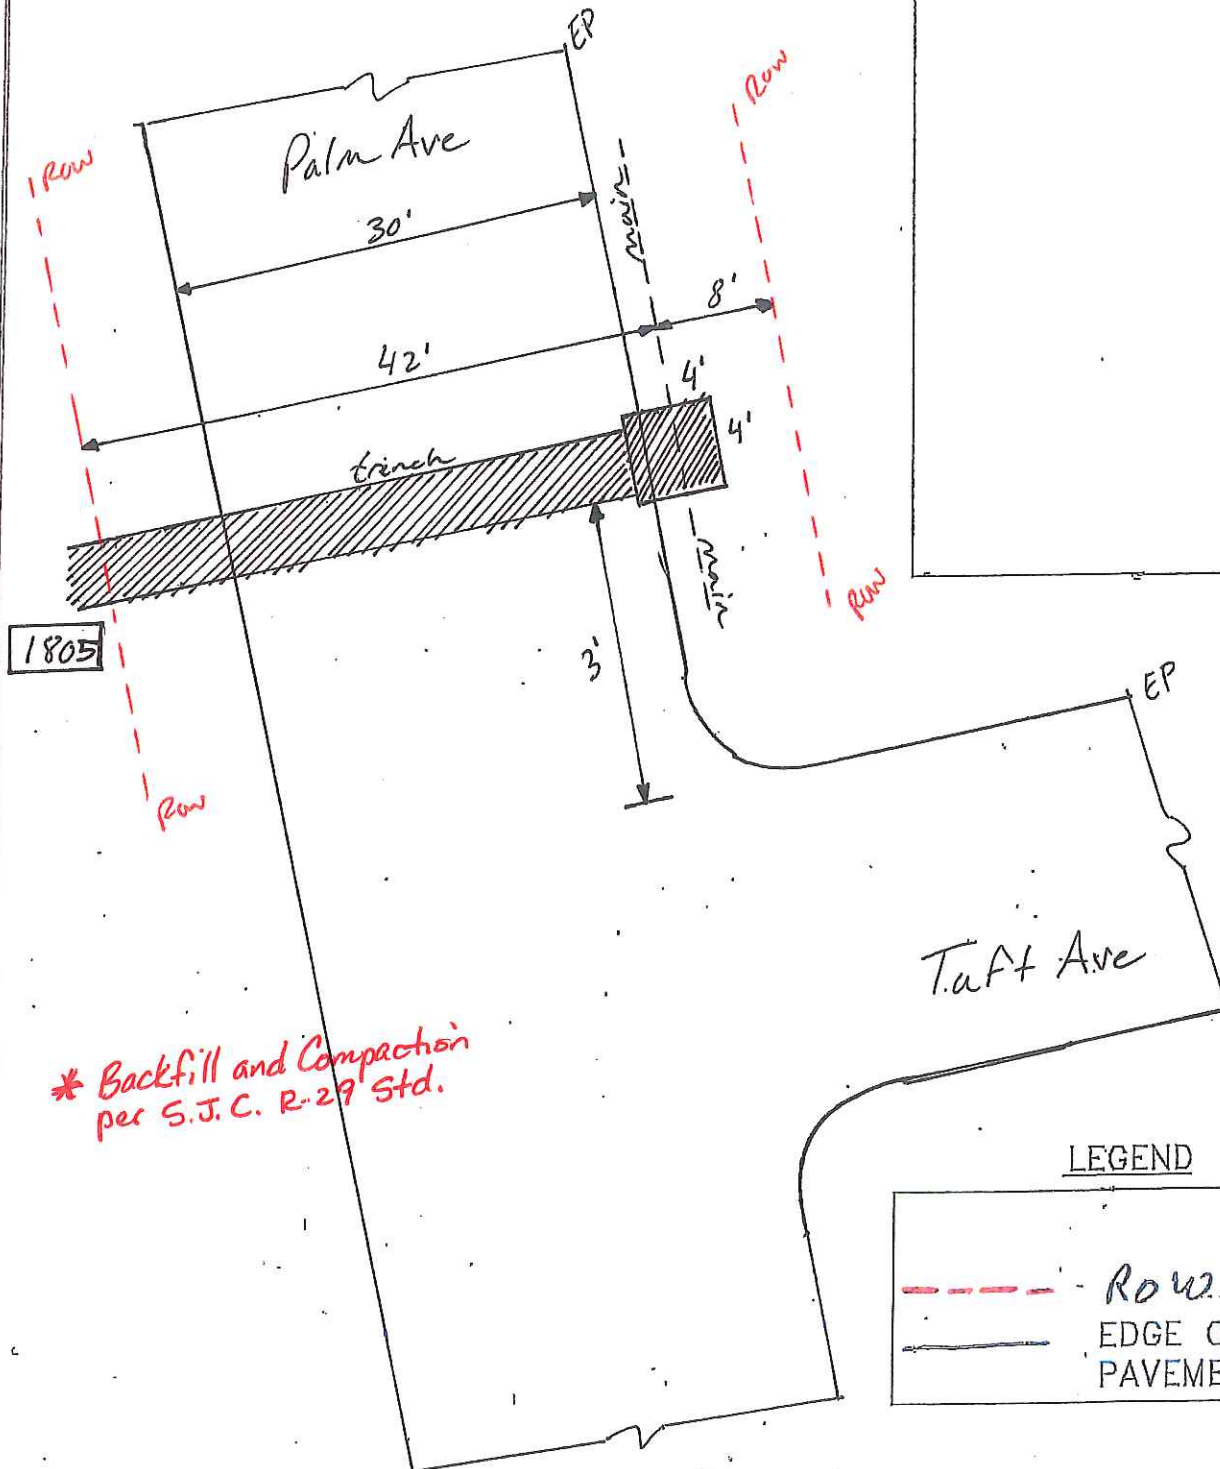 EP
Row
Row
Palm Ave
main
30'
8'
42'
4'
4'
trench
main
Row
1805
3'
EP
Row
Taft Ave
* Backfill and Compaction
per S.J.C. R-29 Std.
LEGEND
ROW
EDGE O
PAVEME